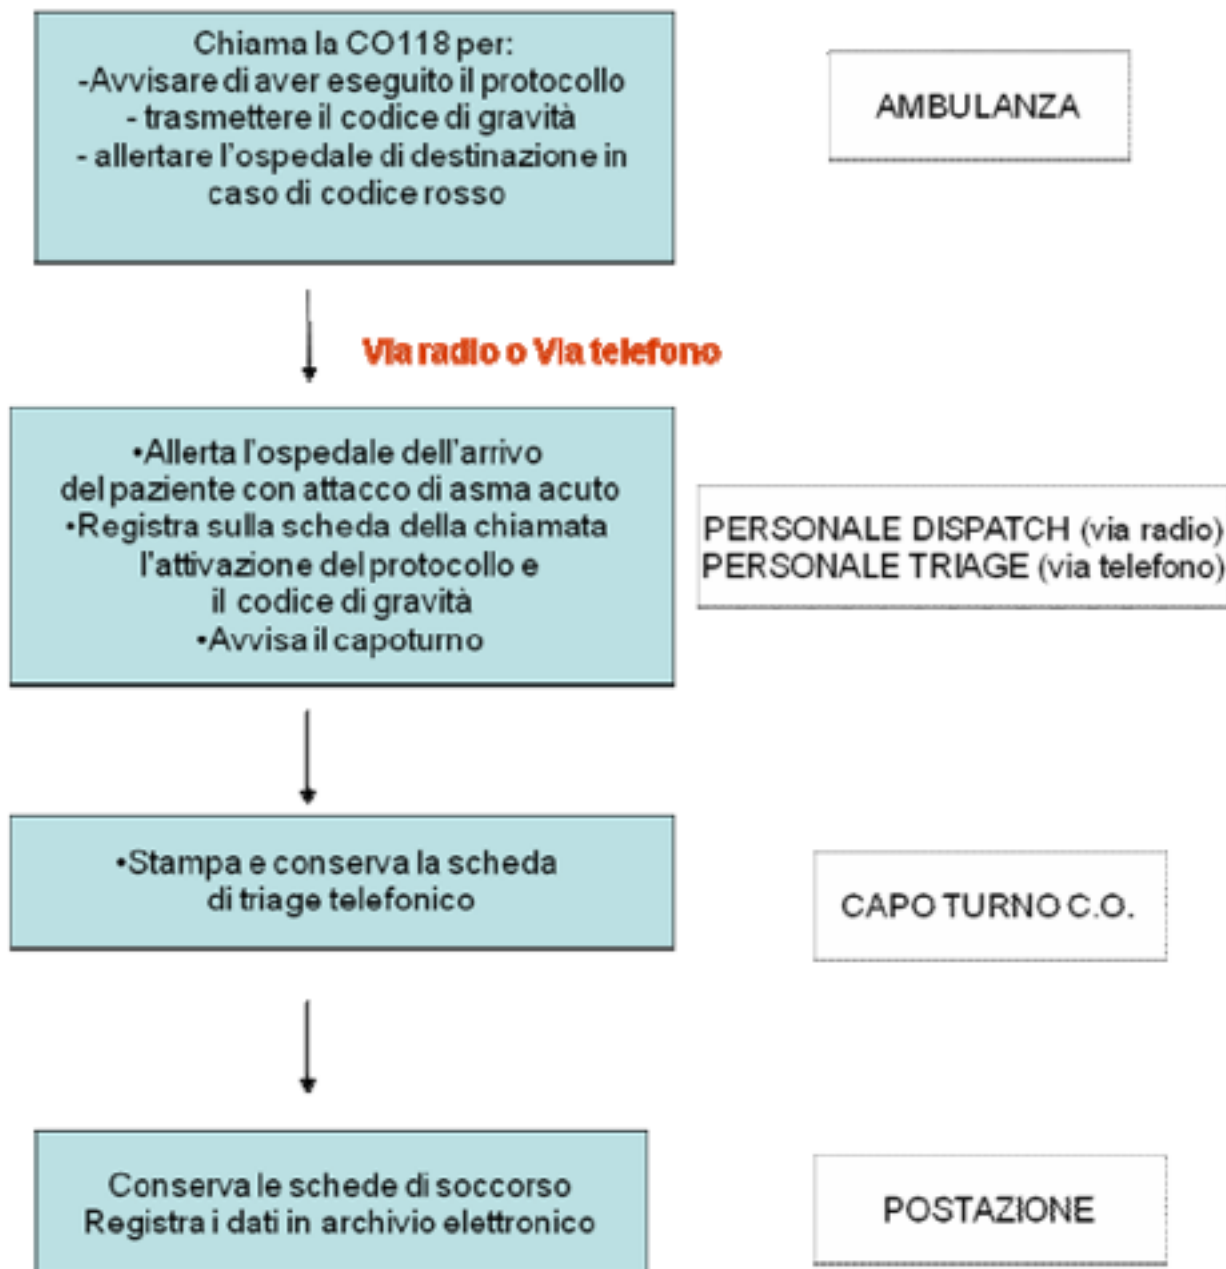 Chiama la CO118 per:
-Avvisare di aver eseguito il protocollo
- trasmettere il codice di gravità
- allertare l'ospedale di destinazione in
caso di codice rosso
AMBULANZA
Via radio o Via telefono
•Allerta l'ospedale dell'arrivo
del paziente con attacco di asma acuto
•Registra sulla scheda della chiamata
l'attivazione del protocollo e
il codice di gravità
•Avvisa il capoturno
PERSONALE DISPATCH (via radio)
PERSONALE TRIAGE (via telefono)
•Stampa e conserva la scheda
di triage telefonico
CAPO TURNO C.O.
Conserva le schede di soccorso
Registra i dati in archivio elettronico
POSTAZIONE